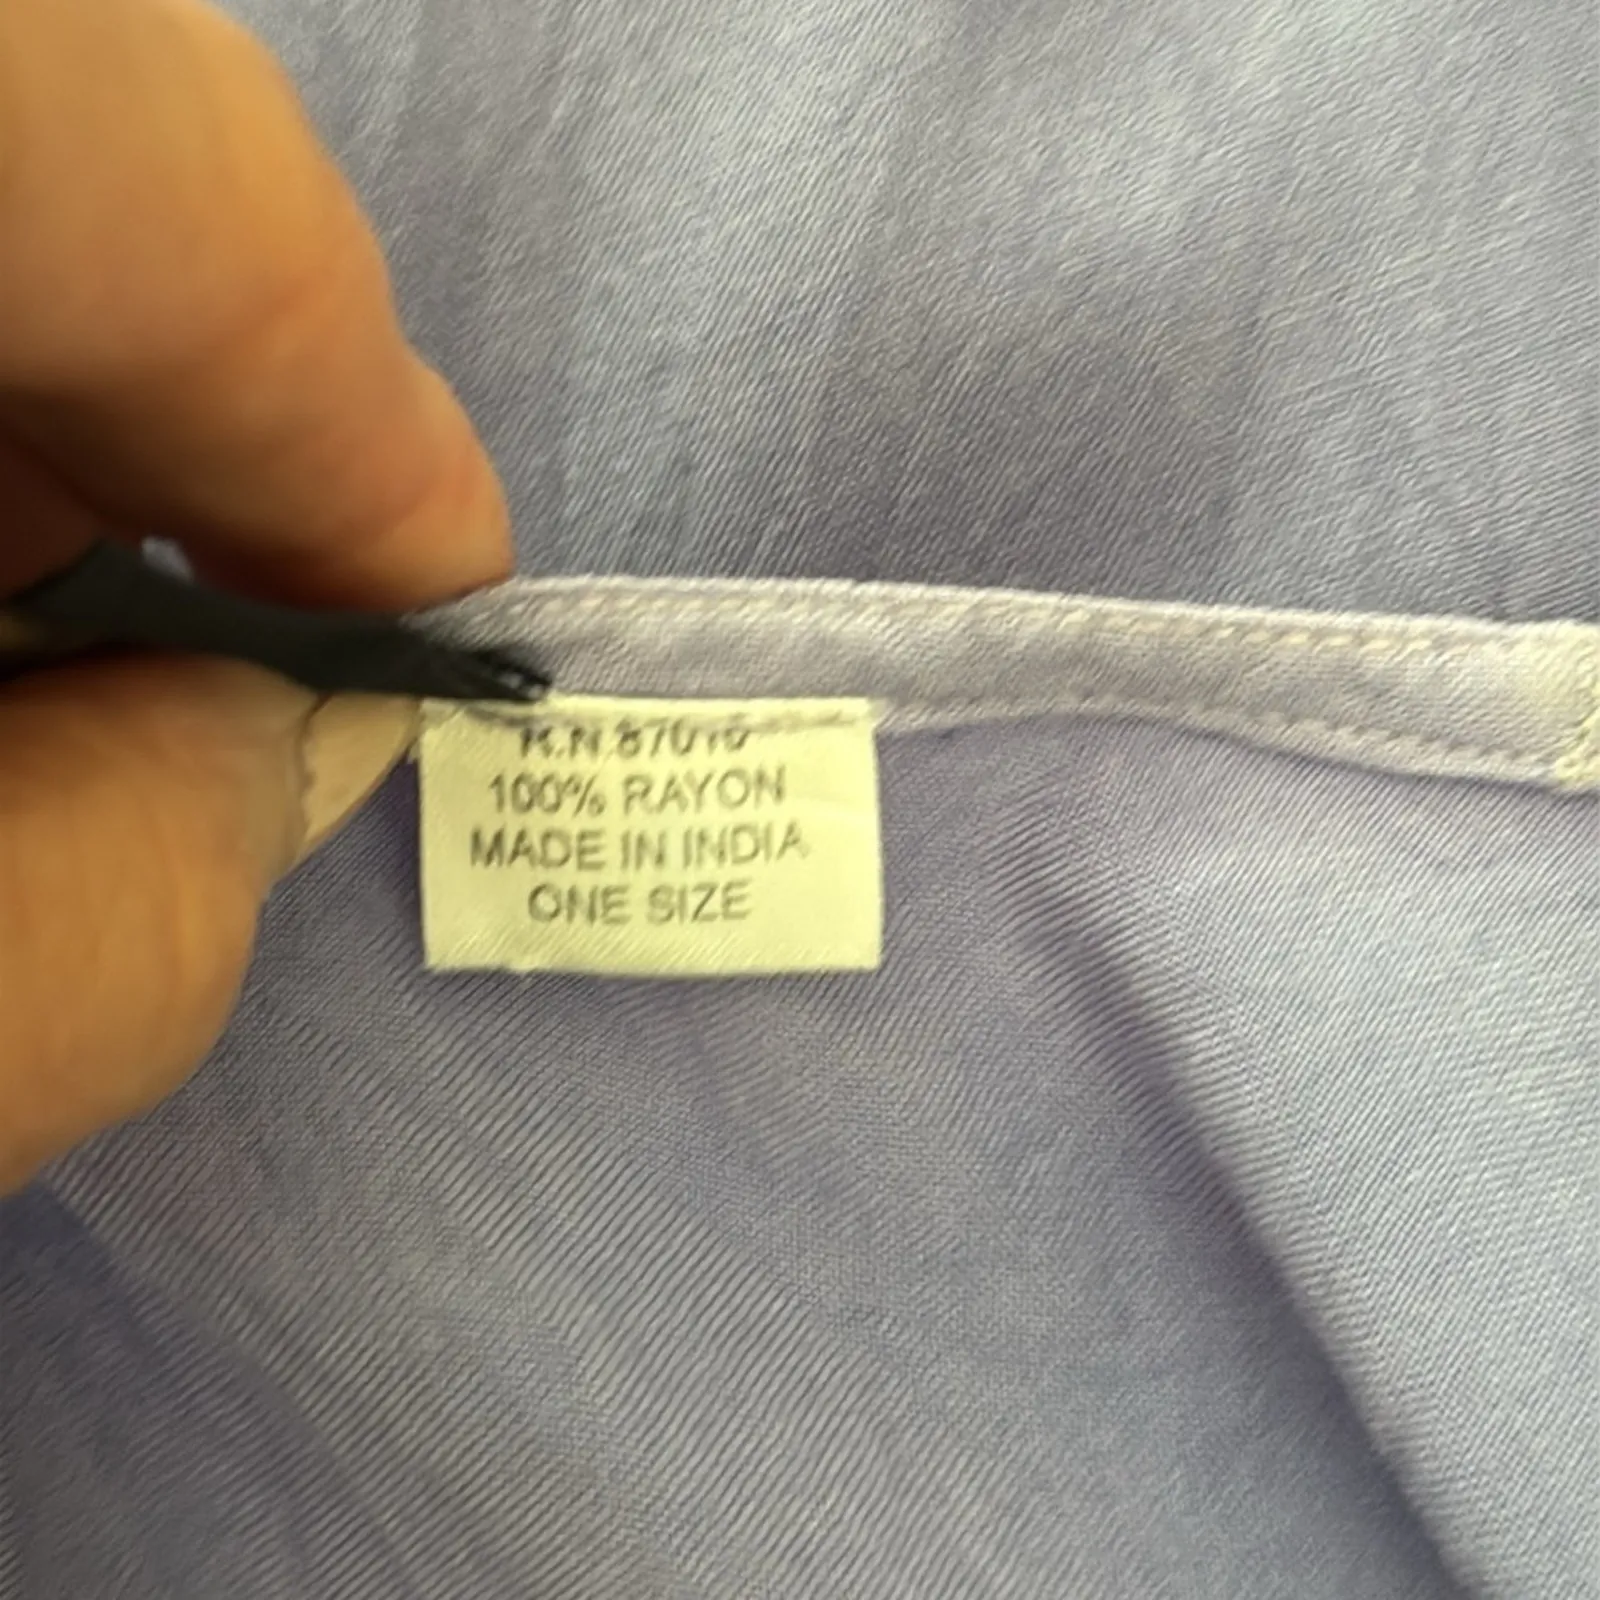 100% RAYON
MADE IN INDIA
ONE SIZE